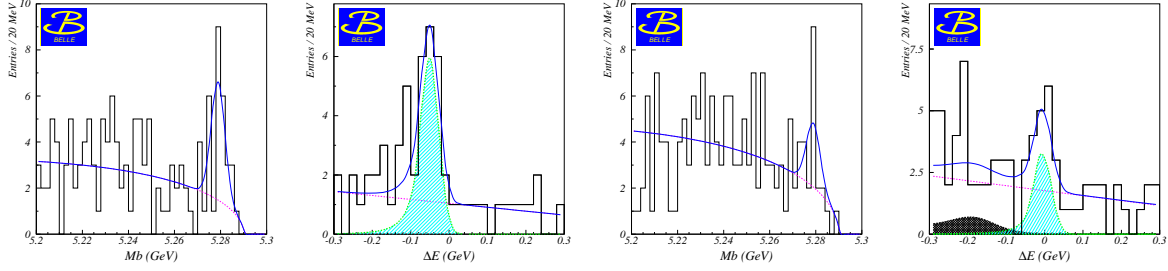 Entries / 20 MeV
10
8
6
4
2
0
B
BELLE
5.2 5.22 5.24 5.26 5.28 5.3
Mb (GeV)
Entries / 20 MeV
8
6
4
2
0
B
BELLE
-0.3 -0.2 -0.1 0 0.1 0.2 0.3
ΔE (GeV)
Entries / 20 MeV
10
8
6
4
2
0
B
BELLE
5.2 5.22 5.24 5.26 5.28 5.3
Mb (GeV)
Entries / 20 MeV
7.5
5
2.5
0
B
BELLE
-0.3 -0.2 -0.1 0 0.1 0.2 0.3
ΔE (GeV)